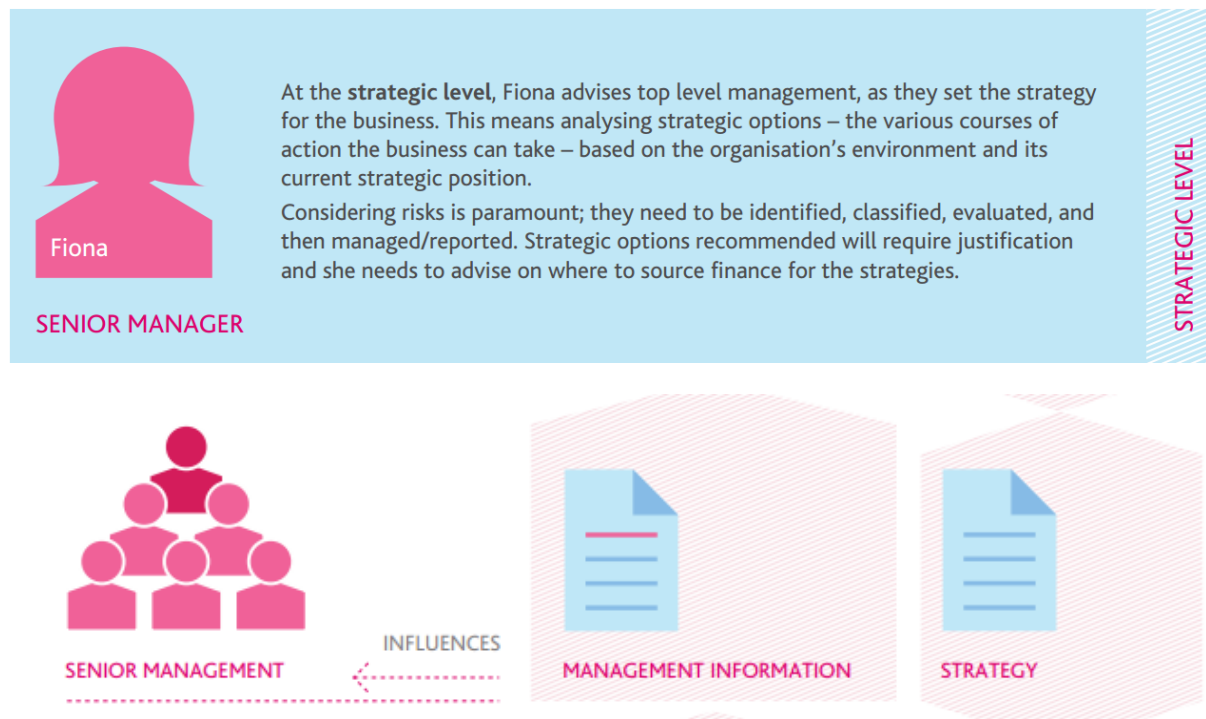 At the strategic level, Fiona advises top level management, as they set the strategy
for the business. This means analysing strategic options – the various courses of
action the business can take – based on the organisation's environment and its
current strategic position.
Considering risks is paramount; they need to be identified, classified, evaluated, and
then managed/reported. Strategic options recommended will require justification
and she needs to advise on where to source finance for the strategies.
Fiona
SENIOR MANAGER
STRATEGIC LEVEL
INFLUENCES
SENIOR MANAGEMENT
MANAGEMENT INFORMATION
STRATEGY